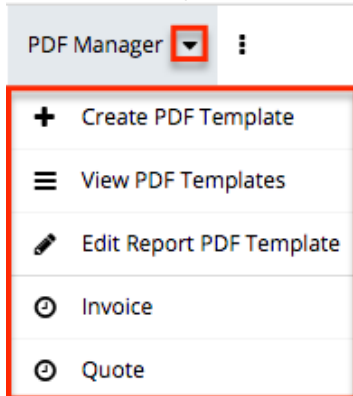 PDF Manager
Create PDF Template
View PDF Templates
Edit Report PDF Template
Invoice
Quote